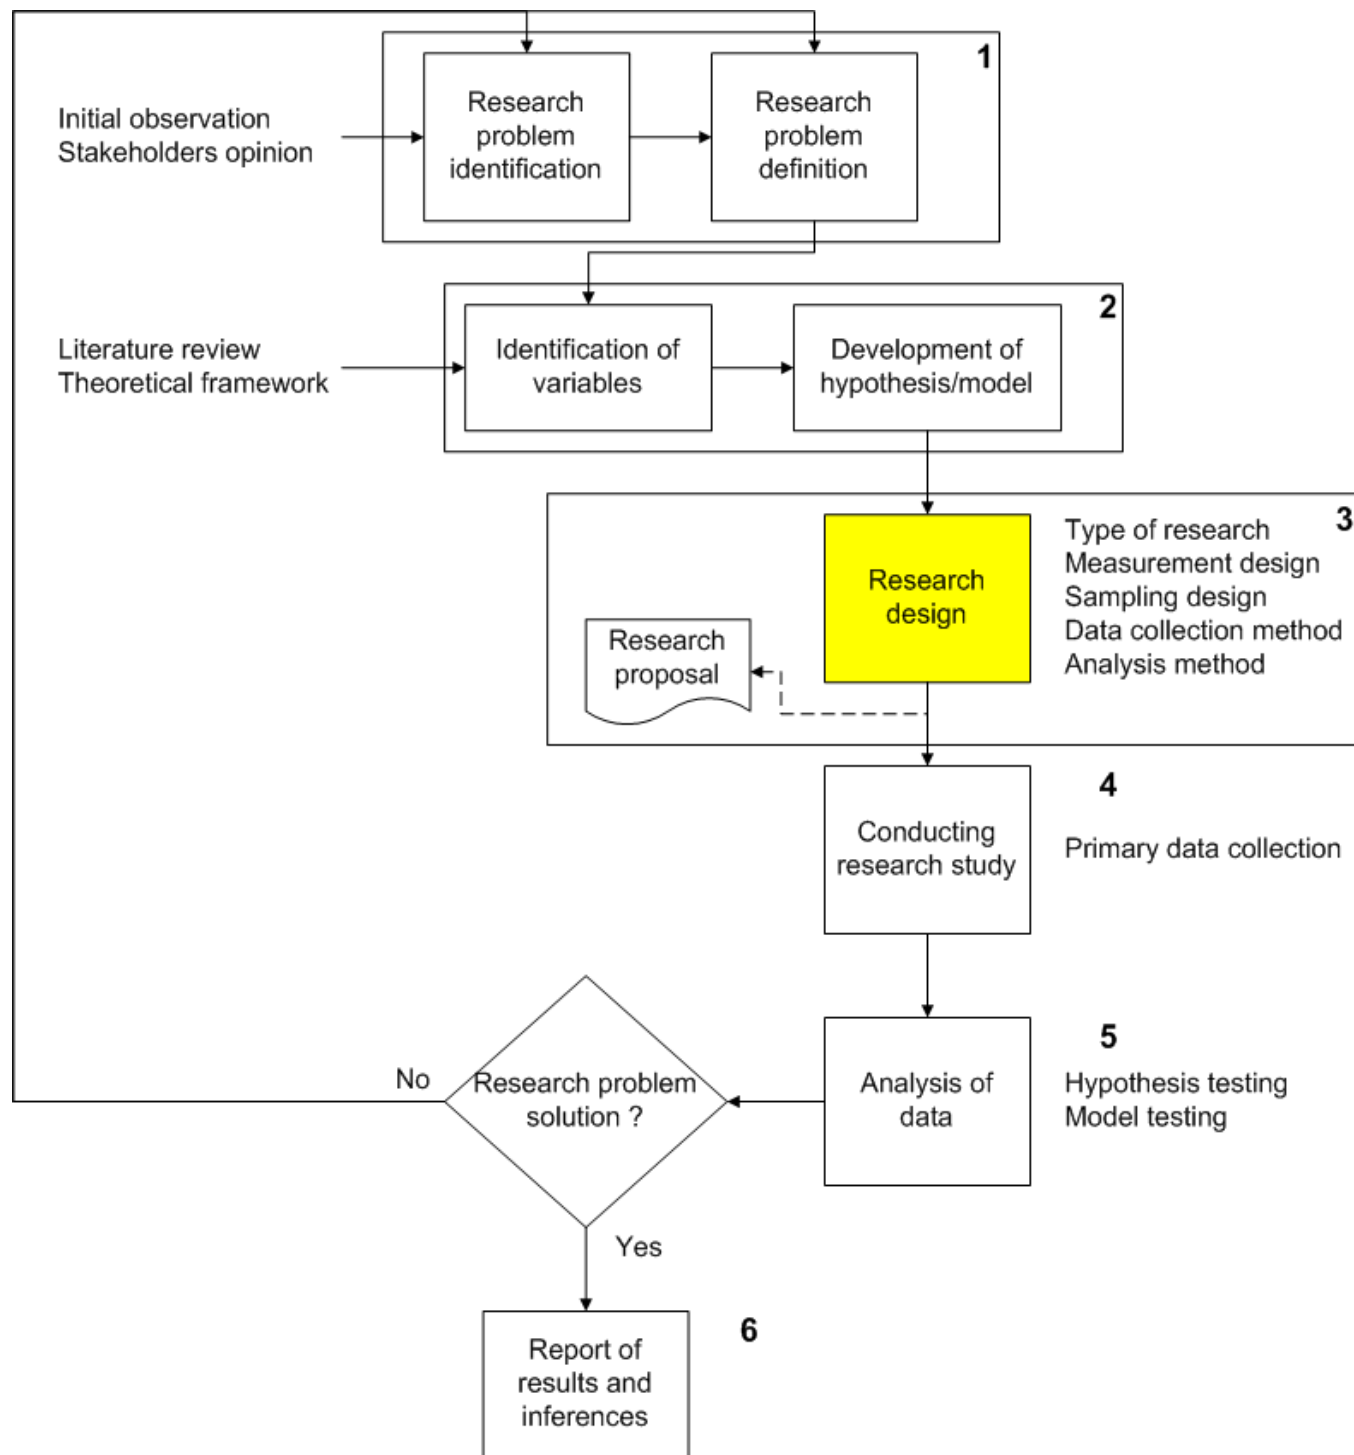 1
Research
problem
identification
Research
problem
definition
Initial observation
Stakeholders opinion
2
Identification of
variables
Development of
hypothesis/model
Literature review
Theoretical framework
3
Research
design
Type of research
Measurement design
Sampling design
Data collection method
Analysis method
Research
proposal
4
Conducting
research study
Primary data collection
5
Analysis of
data
Hypothesis testing
Model testing
No
Research problem
solution ?
Yes
6
Report of
results and
inferences